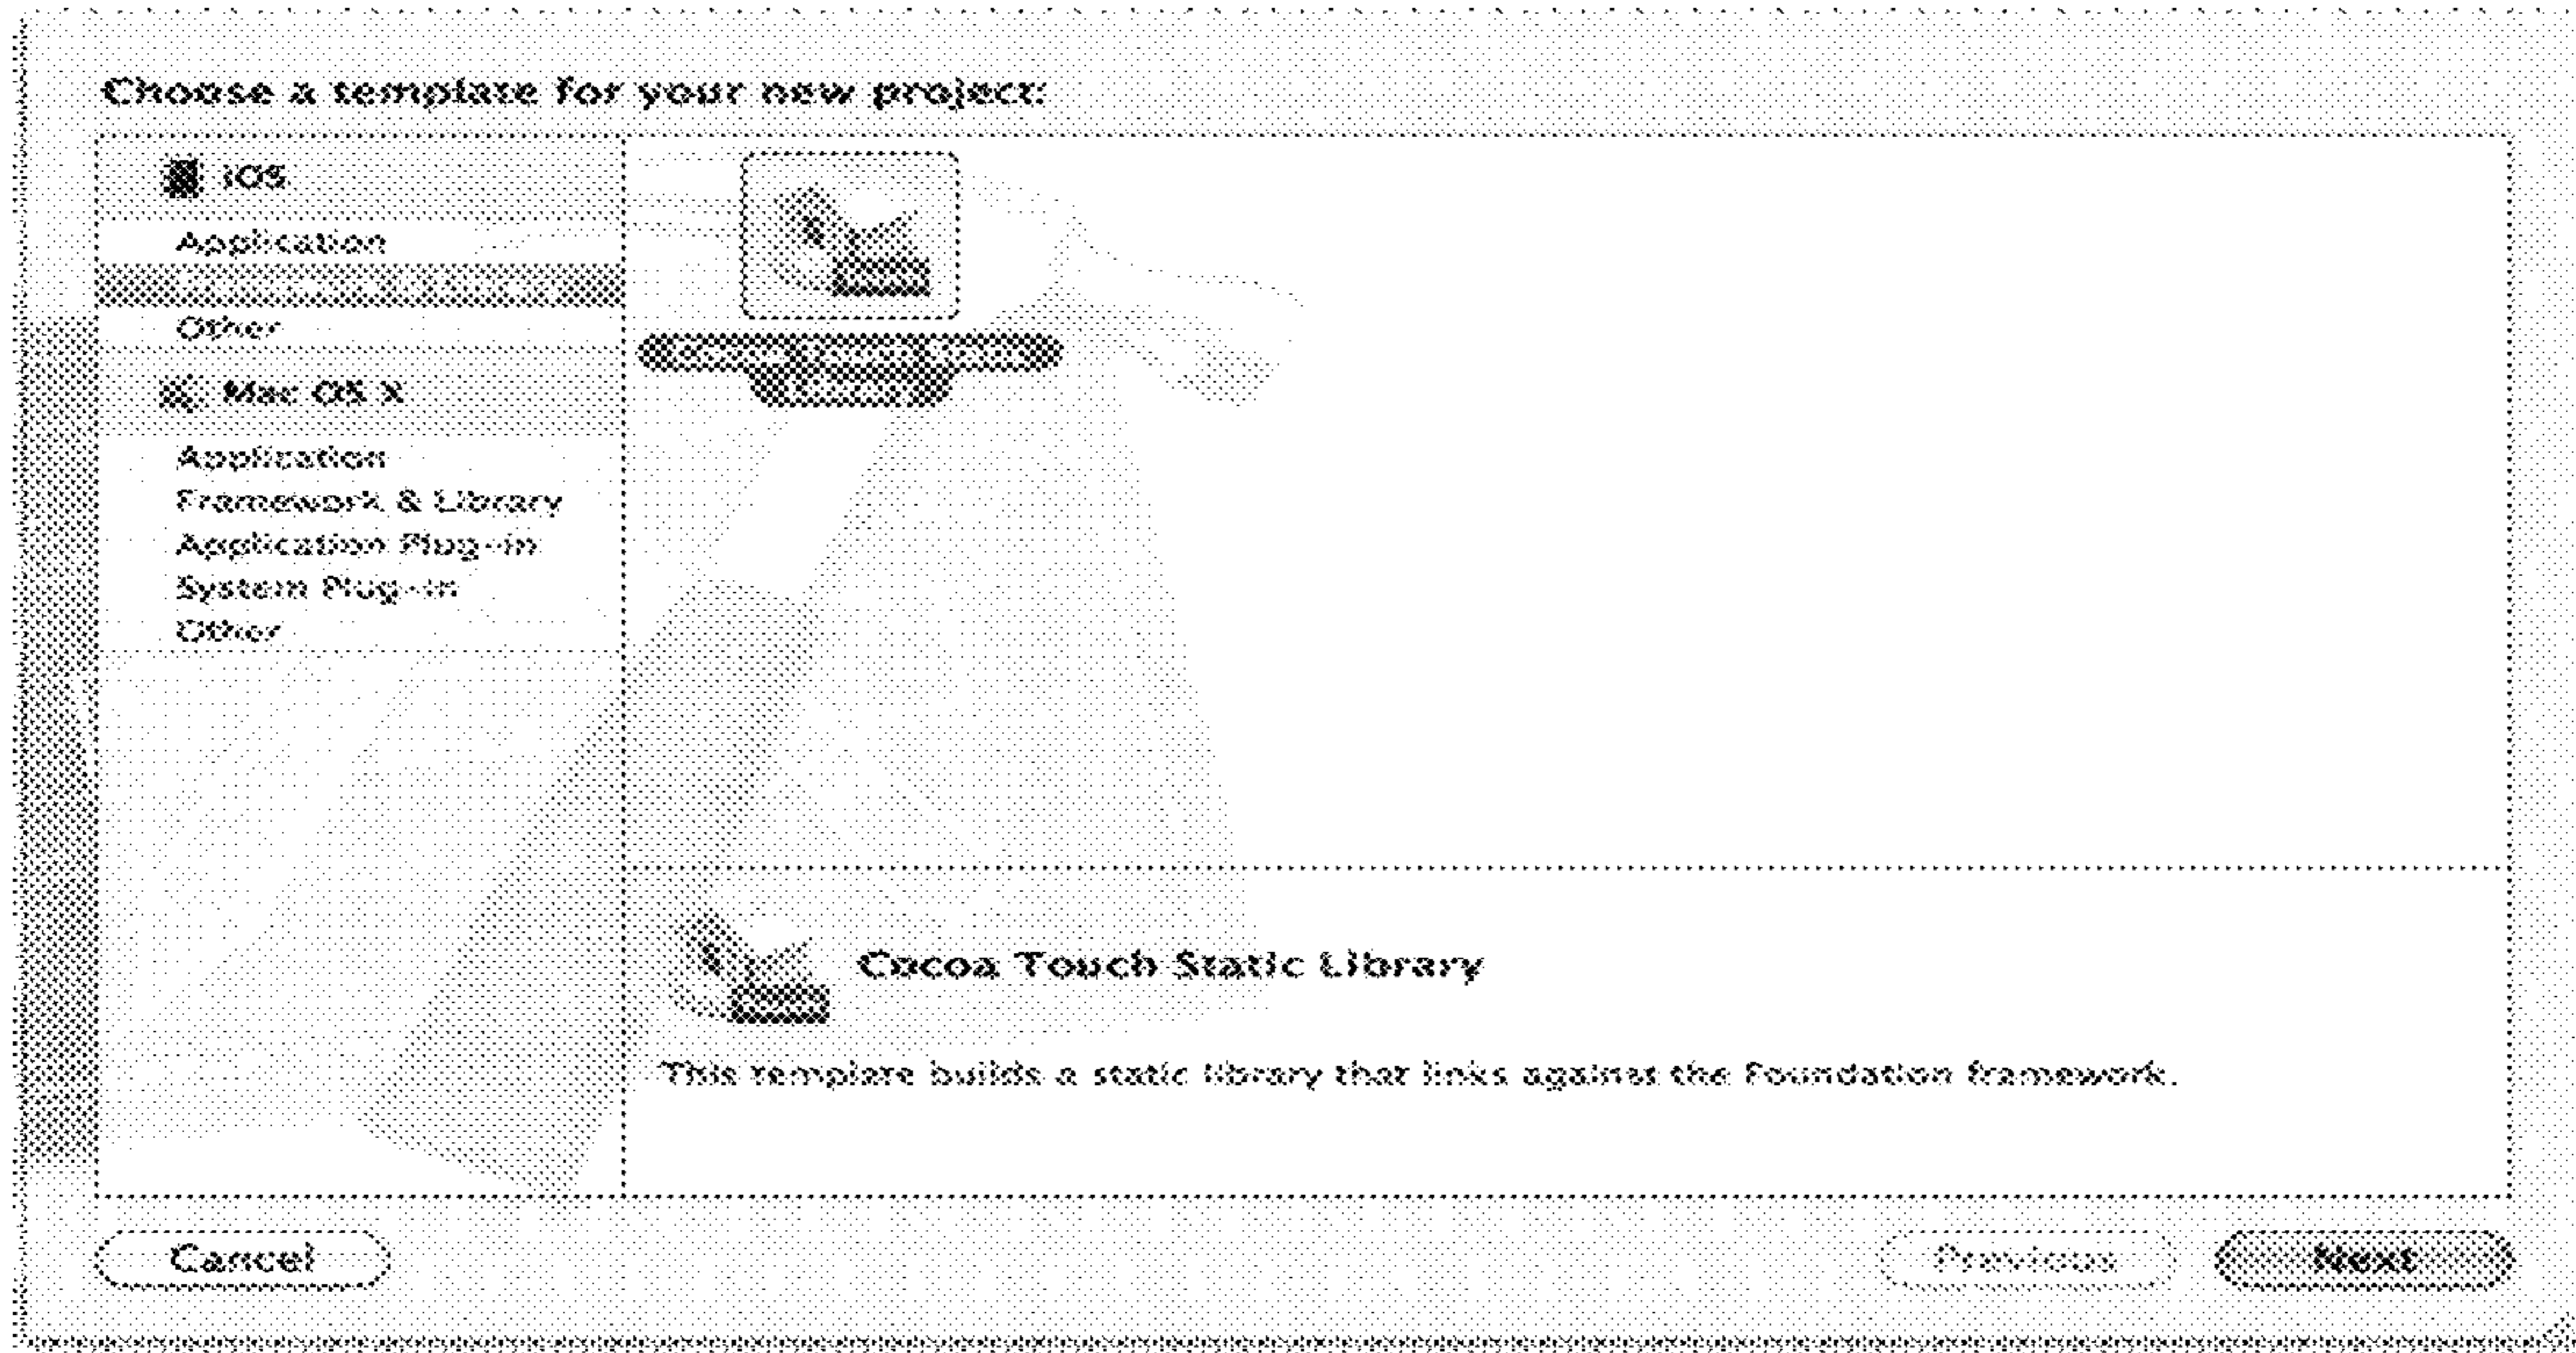 Choose a template for your new project:
iOS
Application
Other
Mac OS X
Application
Framework & Library
Application Plug-in
System Plug-in
Other
Cocoa Touch Static Library
This template builds a static library that links against the Foundation framework.
Cancel
Previous
Next